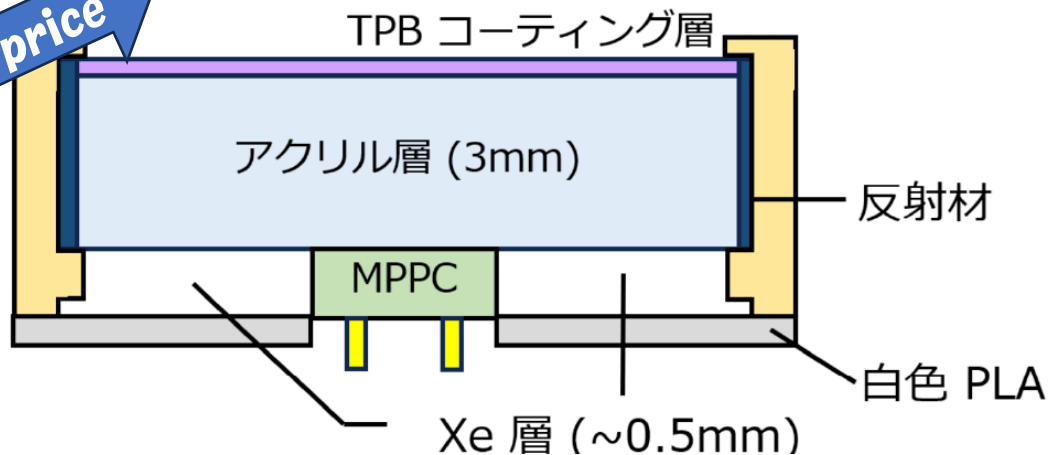 price
TPB コーティング層
アクリル層 (3mm)
反射材
MPPC
白色 PLA
Xe 層 (~0.5mm)